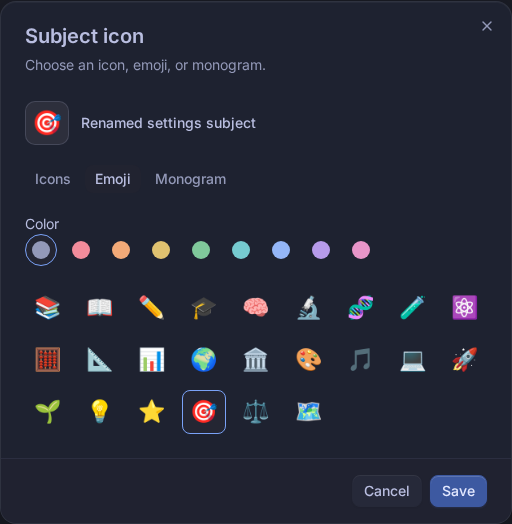 Subject icon
Choose an icon, emoji, or monogram.
Renamed settings subject
Icons Emoji Monogram
Color
Cancel Save